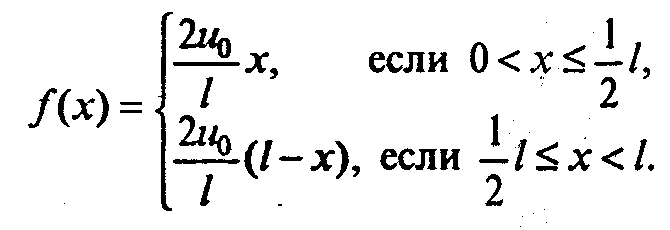 f(x) = { 2u₀/l x, если 0 < x ≤ 1/2 l,
2u₀/l (l − x), если 1/2 l ≤ x < l.